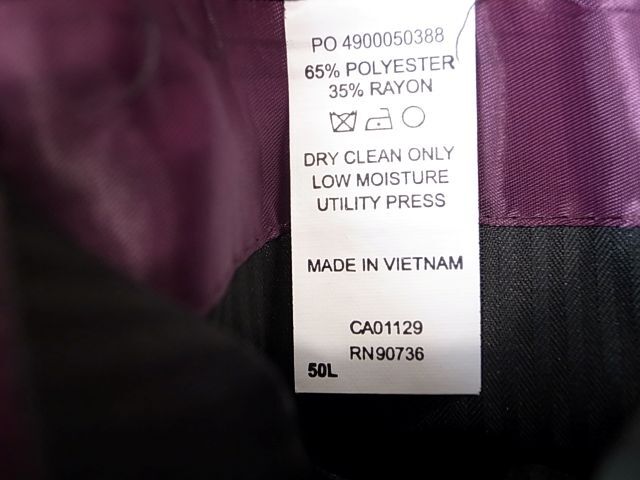 PO 4900050388
65% POLYESTER
35% RAYON
DRY CLEAN ONLY
LOW MOISTURE
UTILITY PRESS
MADE IN VIETNAM
CA01129
RN90736
50L